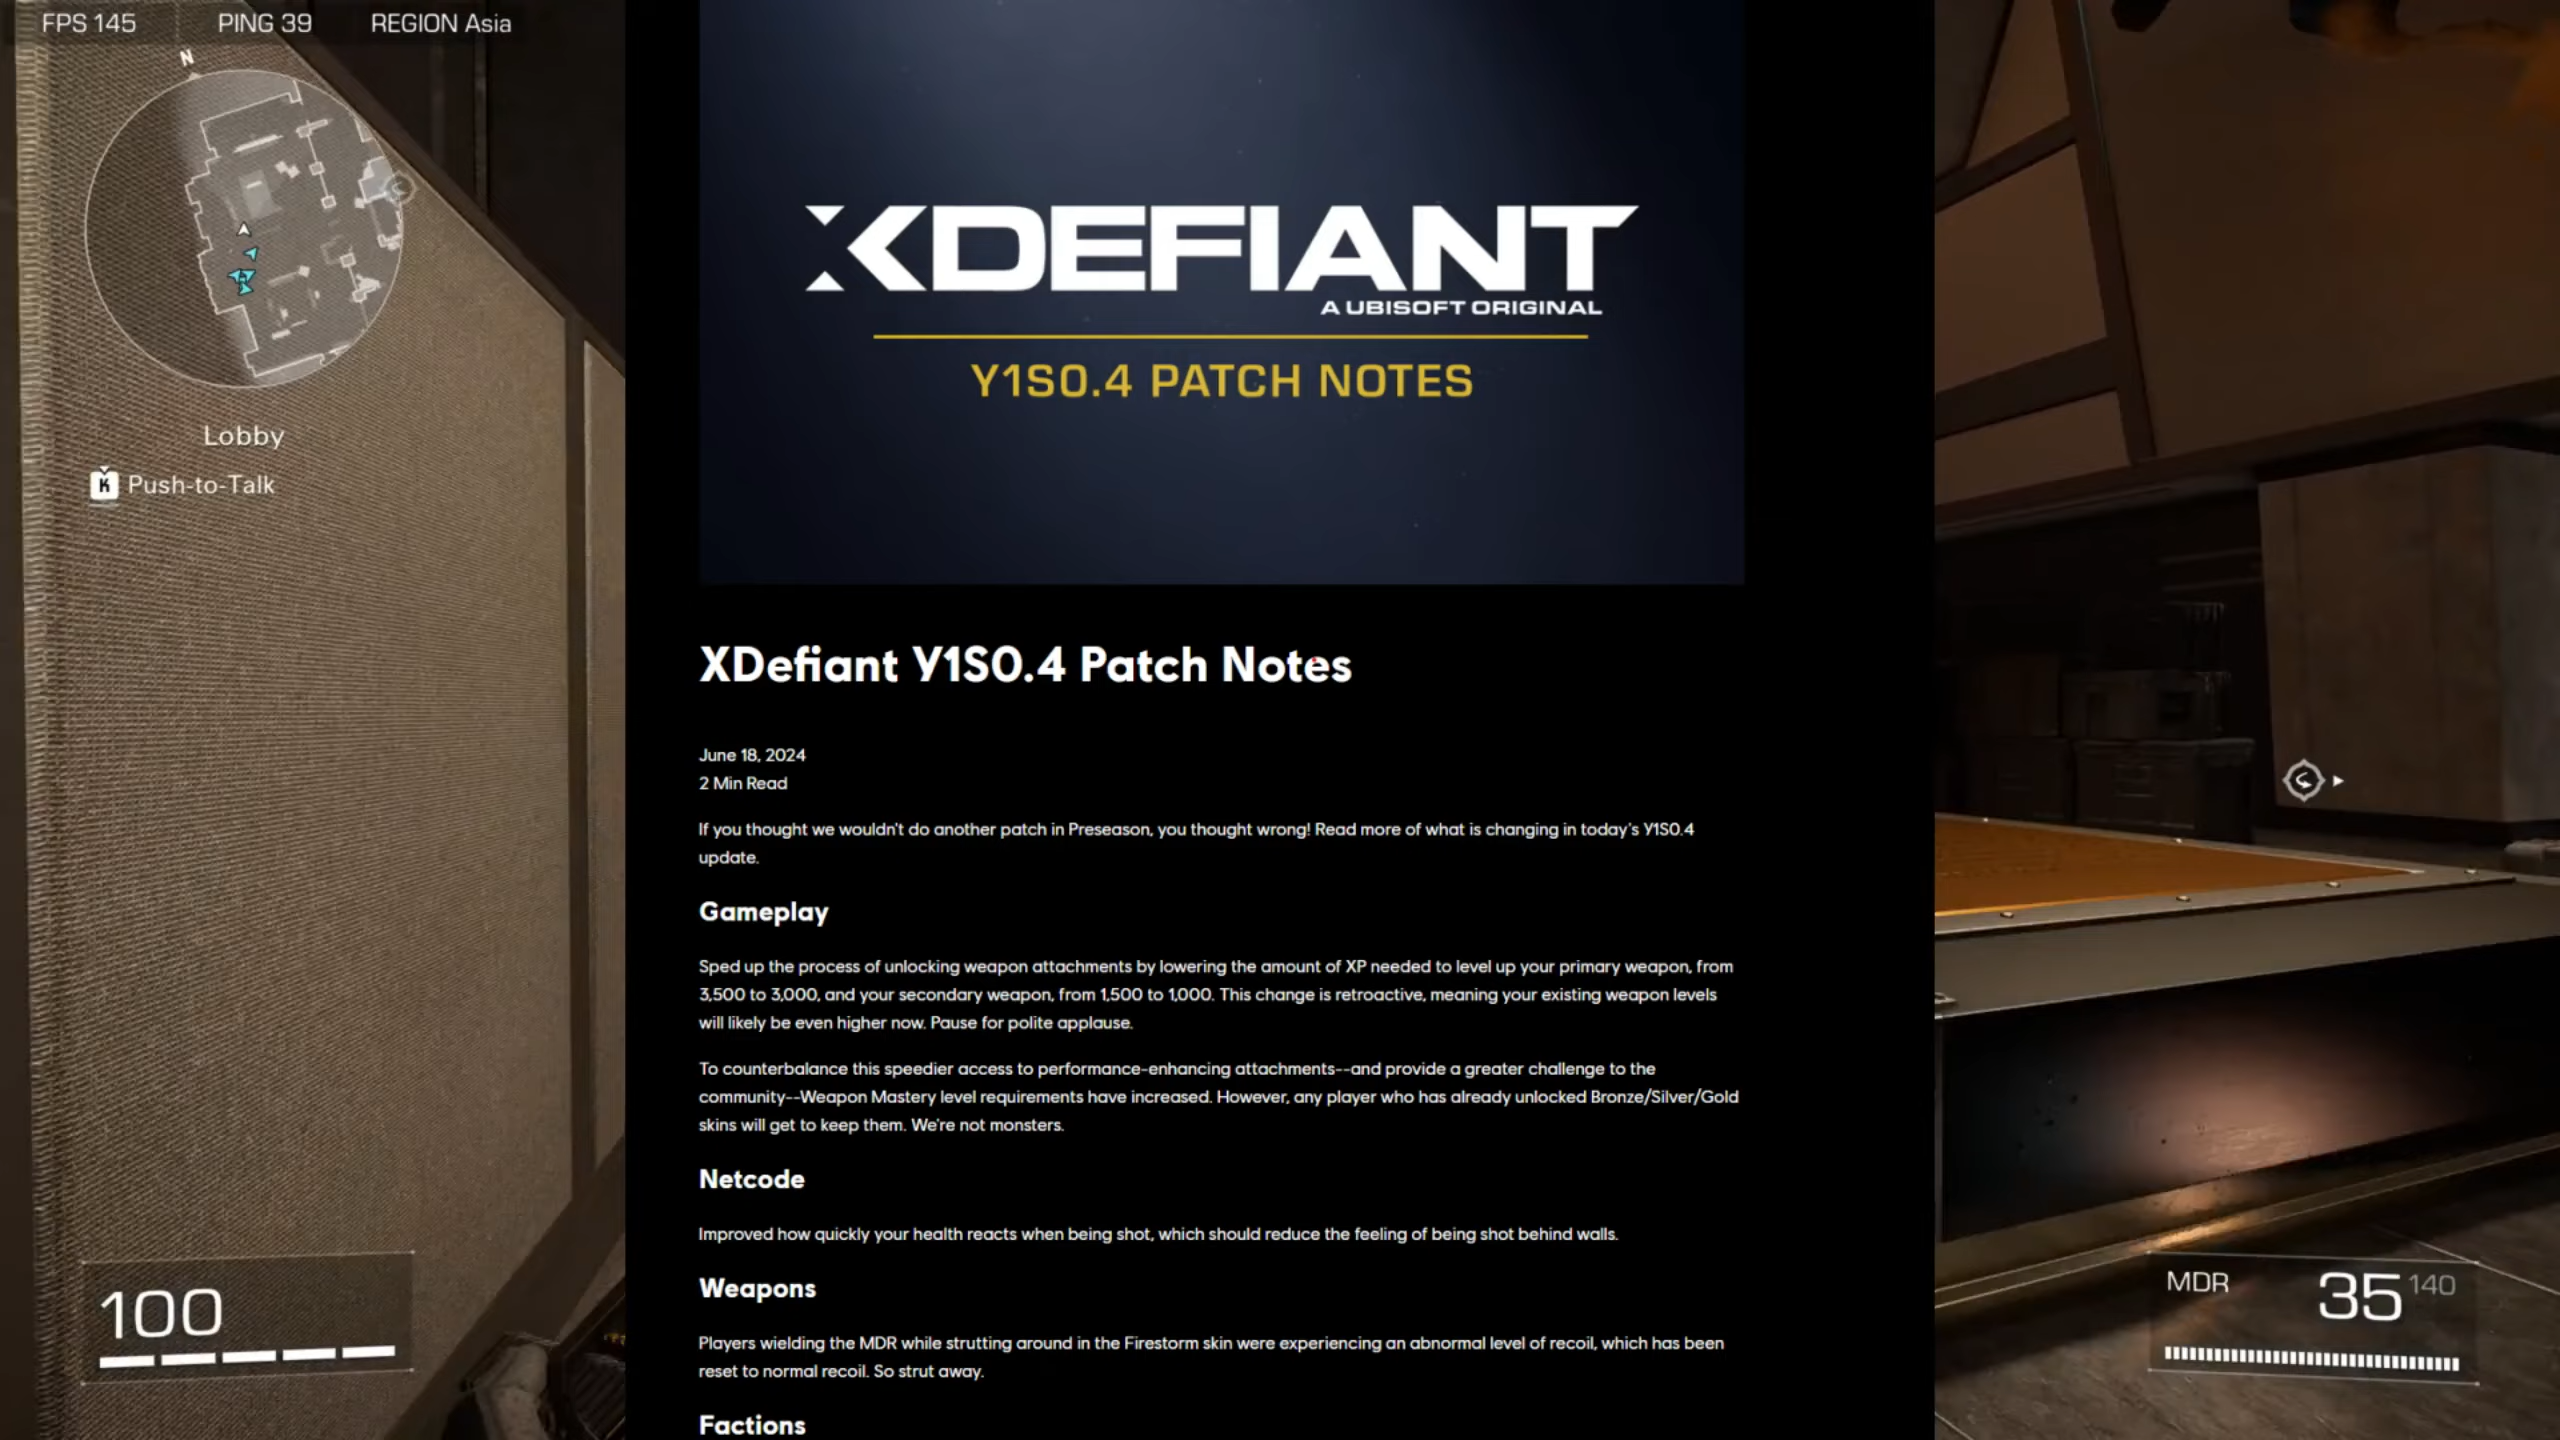 FPS 145 PING 39 REGION Asia
N
Lobby
K Push-to-Talk
100
XDEFIANT
A UBISOFT ORIGINAL
Y1S0.4 PATCH NOTES
XDefiant Y1S0.4 Patch Notes
June 18, 2024
2 Min Read
If you thought we wouldn't do another patch in Preseason, you thought wrong! Read more of what is changing in today's Y1S0.4
update.
Gameplay
Sped up the process of unlocking weapon attachments by lowering the amount of XP needed to level up your primary weapon, from
3,500 to 3,000, and your secondary weapon, from 1,500 to 1,000. This change is retroactive, meaning your existing weapon levels
will likely be even higher now. Pause for polite applause.
To counterbalance this speedier access to performance-enhancing attachments--and provide a greater challenge to the
community--Weapon Mastery level requirements have increased. However, any player who has already unlocked Bronze/Silver/Gold
skins will get to keep them. We're not monsters.
Netcode
Improved how quickly your health reacts when being shot, which should reduce the feeling of being shot behind walls.
Weapons
Players wielding the MDR while strutting around in the Firestorm skin were experiencing an abnormal level of recoil, which has been
reset to normal recoil. So strut away.
Factions
MDR 35 140